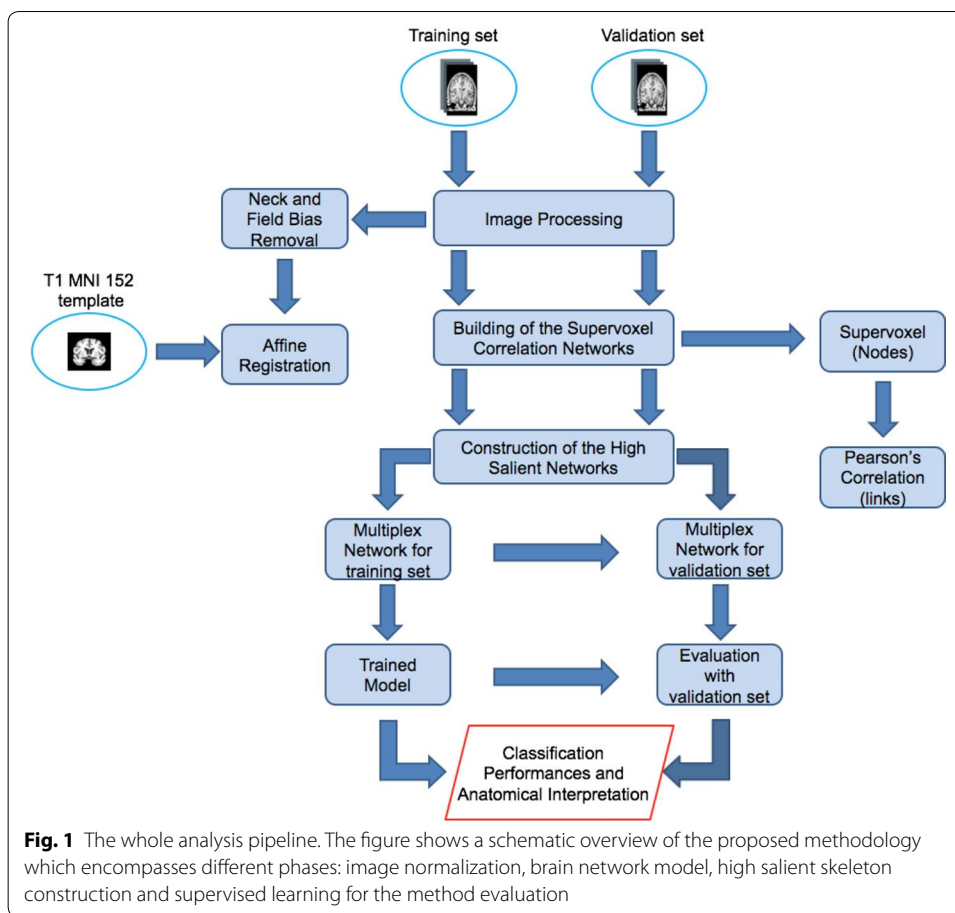 Training set
Validation set
Neck and
Field Bias
Removal
Image Processing
T1 MNI 152
template
Affine
Registration
Building of the Supervoxel
Correlation Networks
Supervoxel
(Nodes)
Construction of the High
Salient Networks
Pearson's
Correlation
(links)
Multiplex
Network for
training set
Multiplex
Network for
validation set
Trained
Model
Evaluation
with
validation set
Classification
Performances and
Anatomical Interpretation
Fig. 1 The whole analysis pipeline. The figure shows a schematic overview of the proposed methodology
which encompasses different phases: image normalization, brain network model, high salient skeleton
construction and supervised learning for the method evaluation